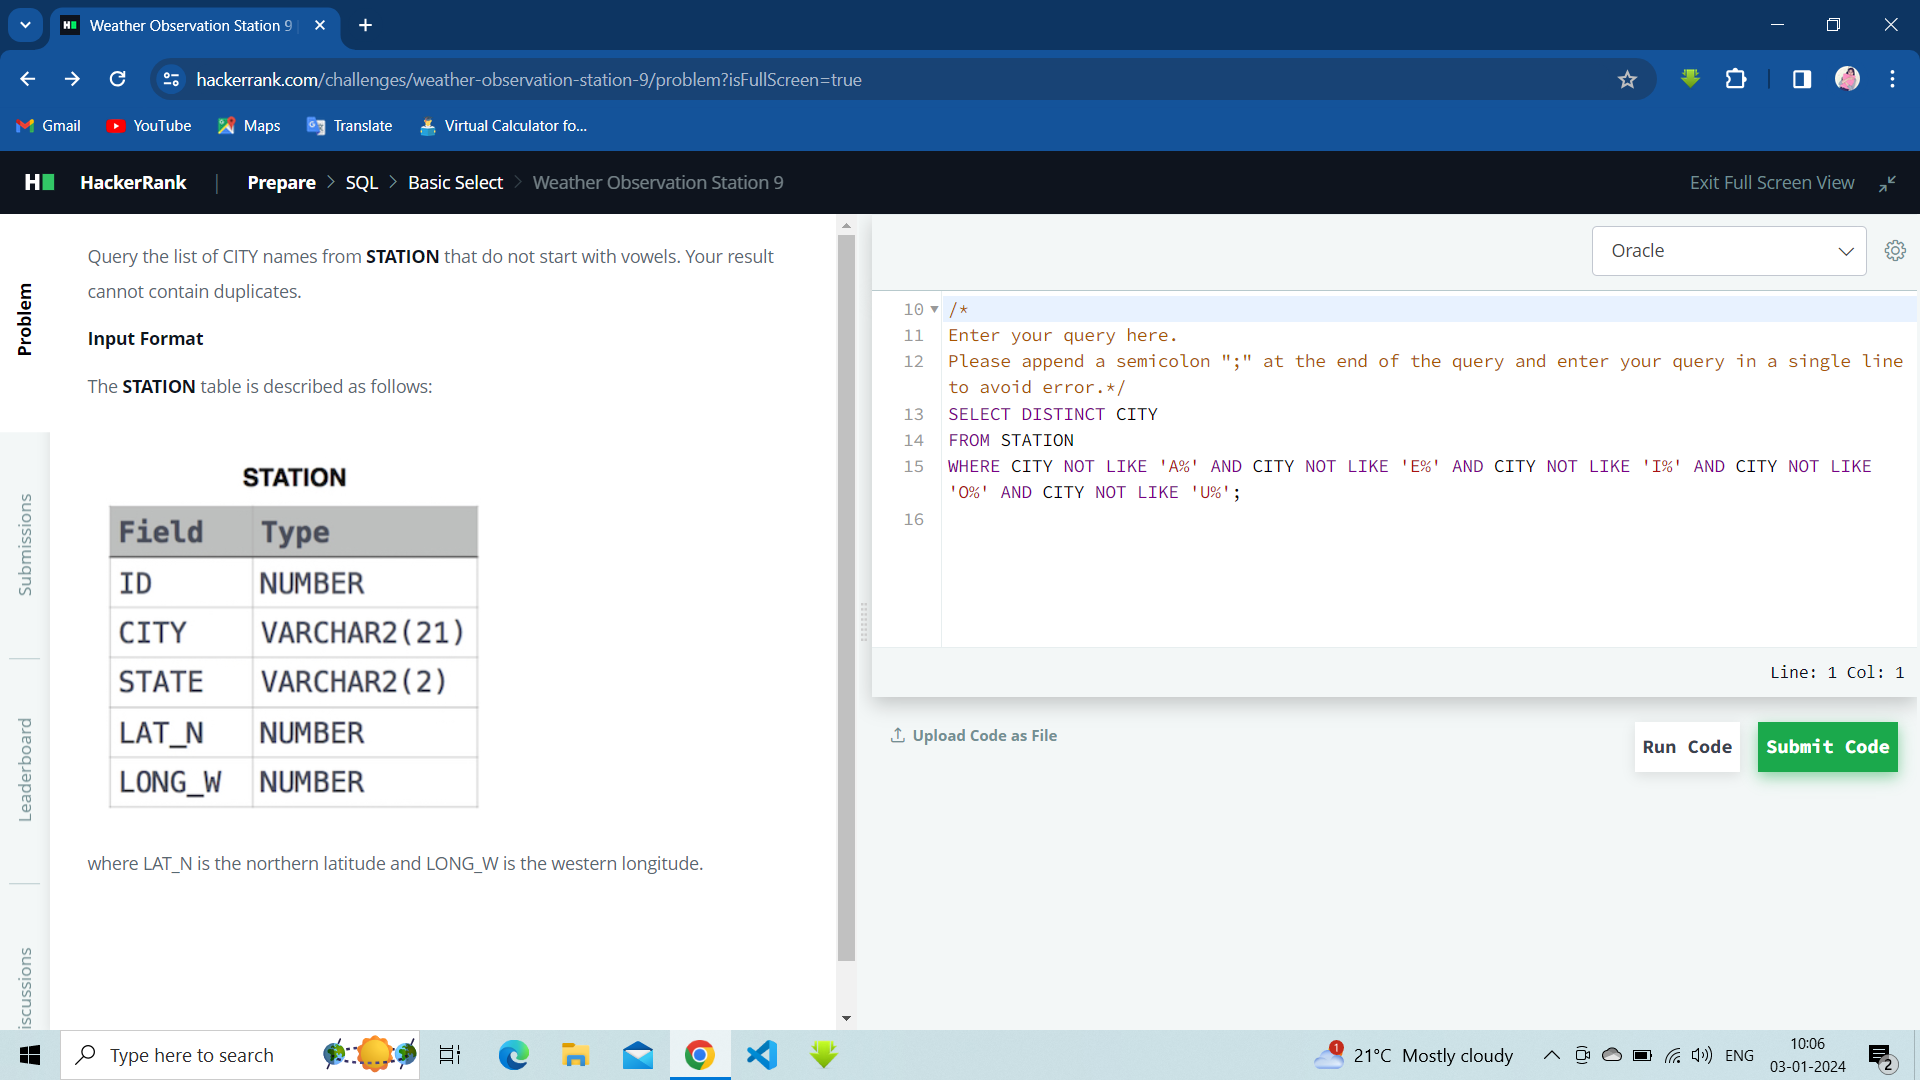 Weather Observation Station 9
hackerrank.com/challenges/weather-observation-station-9/problem?isFullScreen=true
Gmail
YouTube
Maps
Translate
Virtual Calculator fo...
HackerRank
Prepare > SQL > Basic Select > Weather Observation Station 9
Exit Full Screen View
Problem
Submissions
Leaderboard
iscussions
Query the list of CITY names from STATION that do not start with vowels. Your result
cannot contain duplicates.
Input Format
The STATION table is described as follows:
STATION
Field Type
ID NUMBER
CITY VARCHAR2(21)
STATE VARCHAR2(2)
LAT_N NUMBER
LONG_W NUMBER
where LAT_N is the northern latitude and LONG_W is the western longitude.
Oracle
10 /*
11 Enter your query here.
12 Please append a semicolon ";" at the end of the query and enter your query in a single line
to avoid error.*/
13 SELECT DISTINCT CITY
14 FROM STATION
15 WHERE CITY NOT LIKE 'A%' AND CITY NOT LIKE 'E%' AND CITY NOT LIKE 'I%' AND CITY NOT LIKE
'O%' AND CITY NOT LIKE 'U%';
16
Line: 1 Col: 1
Upload Code as File
Run Code
Submit Code
Type here to search
1
21°C Mostly cloudy
ENG
10:06
03-01-2024
2